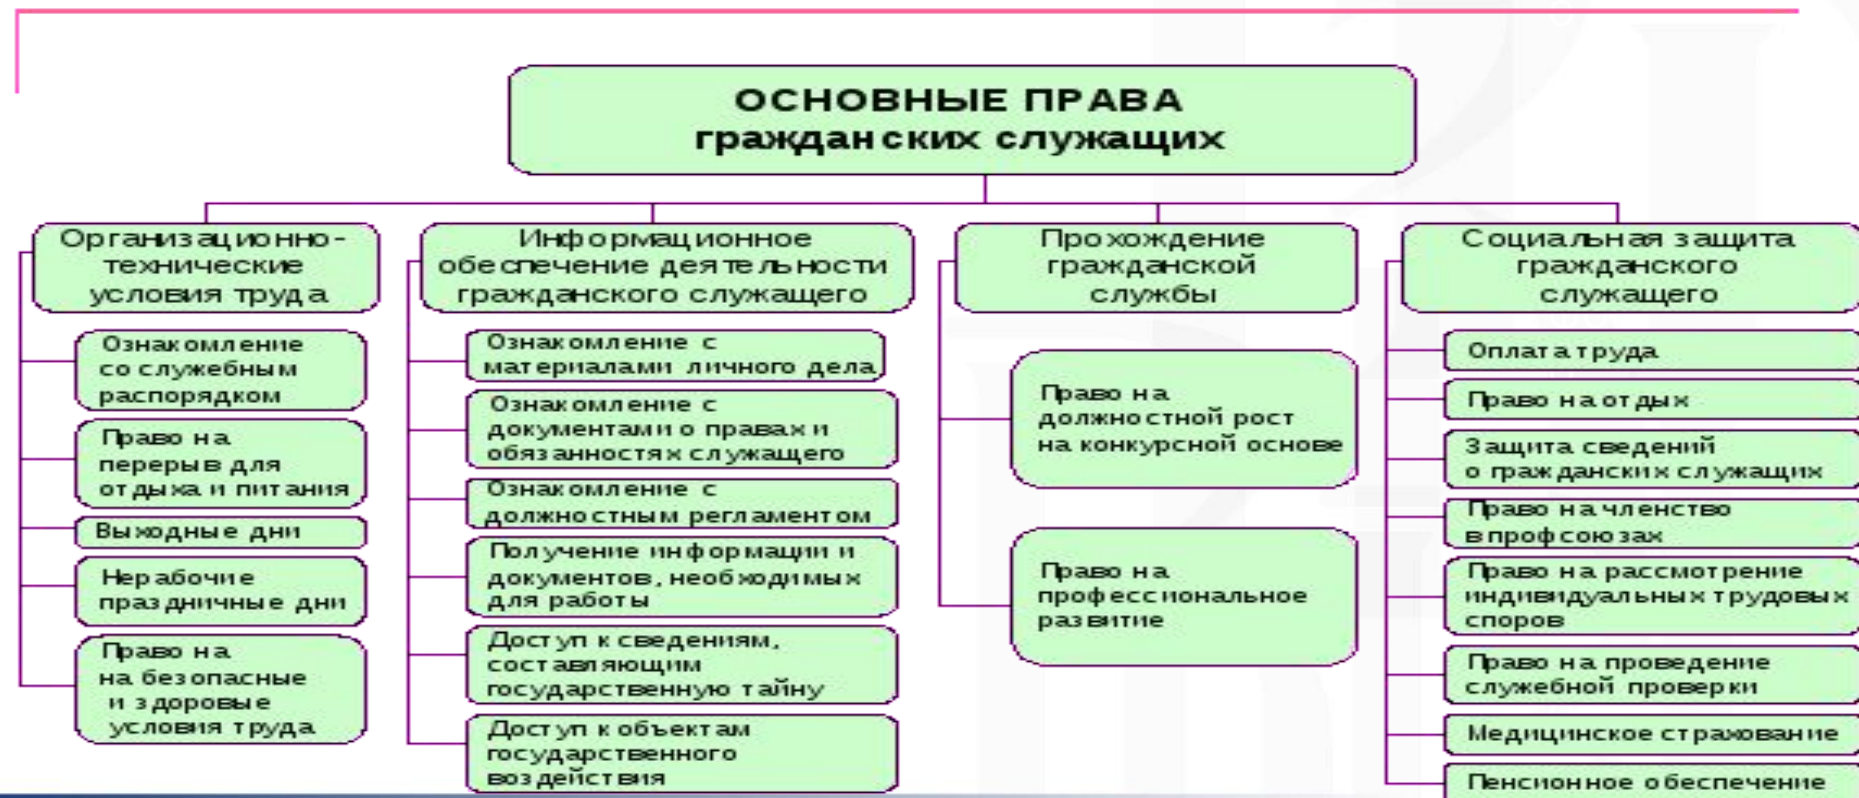 ОСНОВНЫЕ ПРАВА
гражданских служащих
Организационно-
технические
условия труда
Ознакомление
со служебным
распорядком
Право на
перерыв для
отдыха и питания
Выходные дни
Нерабочие
праздничные дни
Право на
на безопасные
и здоровые
условия труда
Информационное
обеспечение деятельности
гражданского служащего
Ознакомление с
материалами личного дела
Ознакомление с
документами о правах и
обязанностях служащего
Ознакомление с
должностным регламентом
Получение информации и
документов, необходимых
для работы
Доступ к сведениям,
составляющим
государственную тайну
Доступ к объектам
государственного
воздействия
Прохождение
гражданской
службы
Право на
должностной рост
на конкурсной основе
Право на
профессиональное
развитие
Социальная защита
гражданского
служащего
Оплата труда
Право на отдых
Защита сведений
о гражданских служащих
Право на членство
в профсоюзах
Право на рассмотрение
индивидуальных трудовых
споров
Право на проведение
служебной проверки
Медицинское страхование
Пенсионное обеспечение